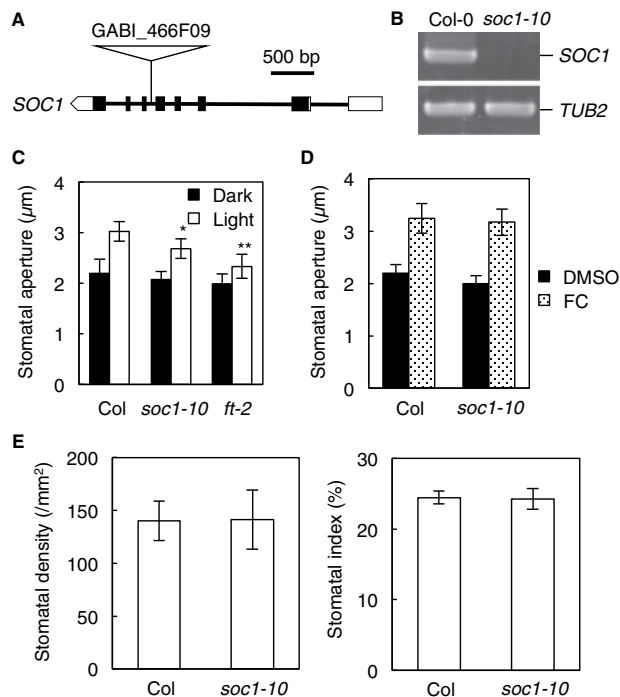 A
GABI_466F09
500 bp
SOC1
B
Col-0 soc1-10
SOC1
TUB2
C
Stomatal aperture (μm)
4
3
2
1
0
Dark
Light
*
**
Col soc1-10 ft-2
D
Stomatal aperture (μm)
4
3
2
1
0
DMSO
FC
Col soc1-10
E
Stomatal density (/mm²)
200
150
100
50
0
Col soc1-10
Stomatal index (%)
30
20
10
0
Col soc1-10